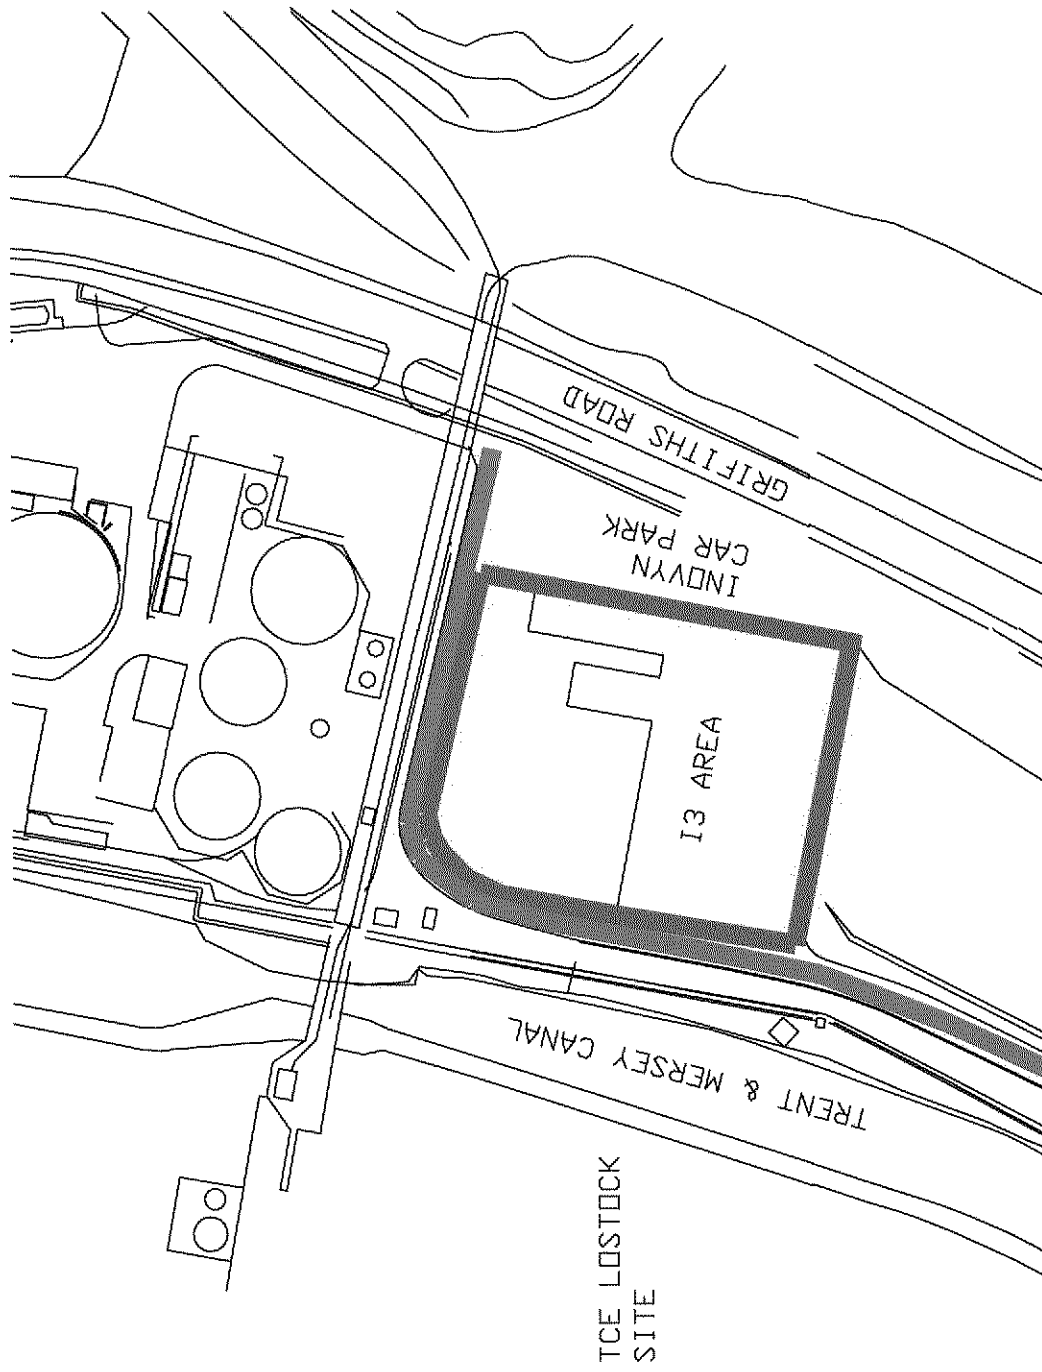 GRIFFITHS ROAD
INOVYN
CAR PARK
I3 AREA
TRENT & MERSEY CANAL
TCE LOSTOCK
SITE